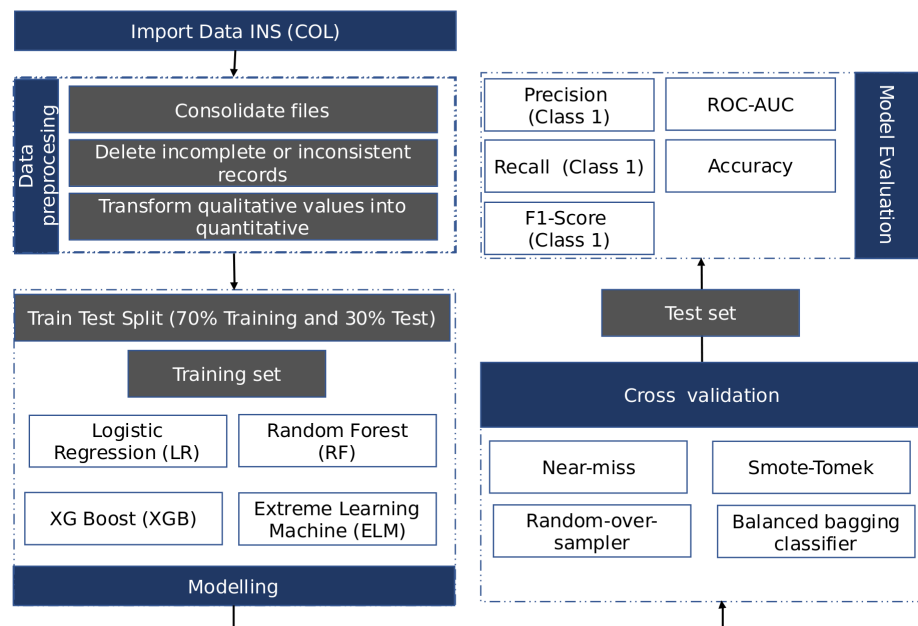 Import Data INS (COL)
Data
preprocesing
Consolidate files
Delete incomplete or inconsistent
records
Transform qualitative values into
quantitative
Train Test Split (70% Training and 30% Test)
Training set
Logistic
Regression (LR)
Random Forest
(RF)
XG Boost (XGB)
Extreme Learning
Machine (ELM)
Modelling
Precision
(Class 1)
ROC-AUC
Recall  (Class 1)
Accuracy
F1-Score
(Class 1)
Model Evaluation
Test set
Cross  validation
Near-miss
Smote-Tomek
Random-over-
sampler
Balanced bagging
classifier